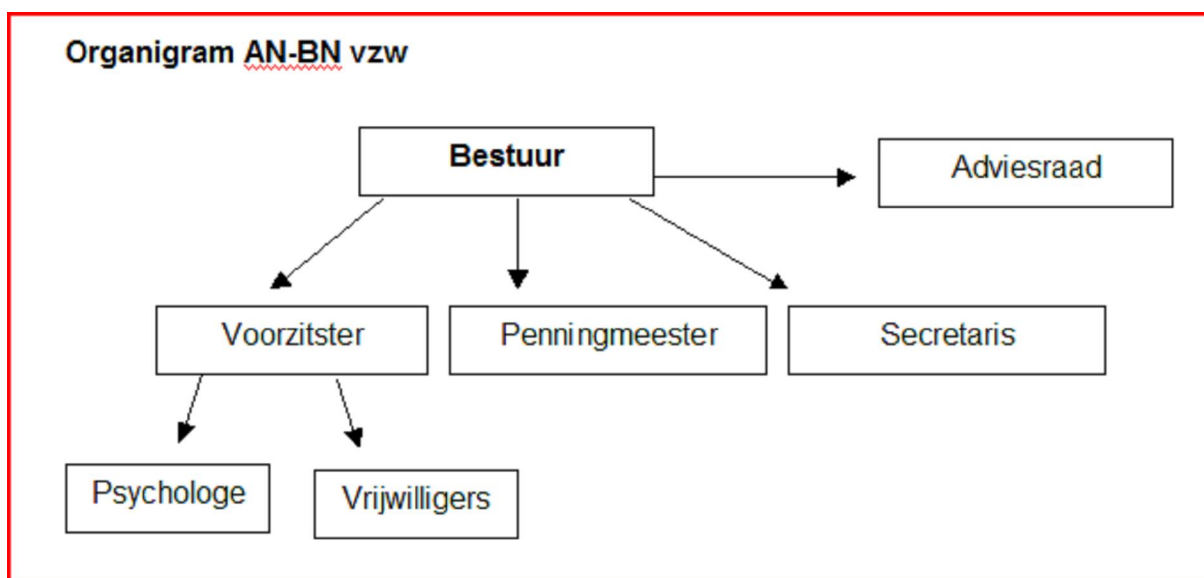 Organigram AN-BN vzw
Bestuur
Adviesraad
Voorzitster
Penningmeester
Secretaris
Psychologe
Vrijwilligers